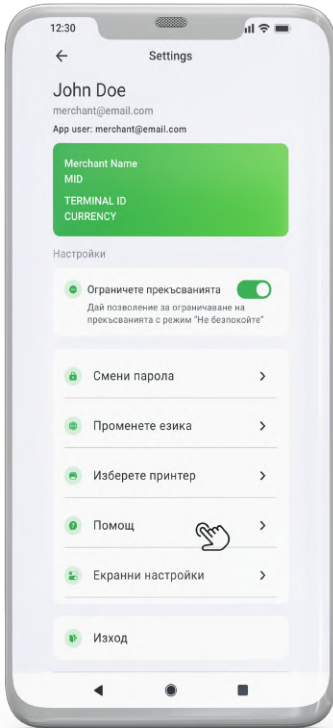 12:30
Settings
John Doe
merchant@email.com
App user: merchant@email.com
Merchant Name
MID
TERMINAL ID
CURRENCY
Настройки
Ограничете прекъсванията
Дай позволение за ограничаване на
прекъсванията с режим "Не безпокойте"
Смени парола
Променете езика
Изберете принтер
Помощ
Екранни настройки
Изход